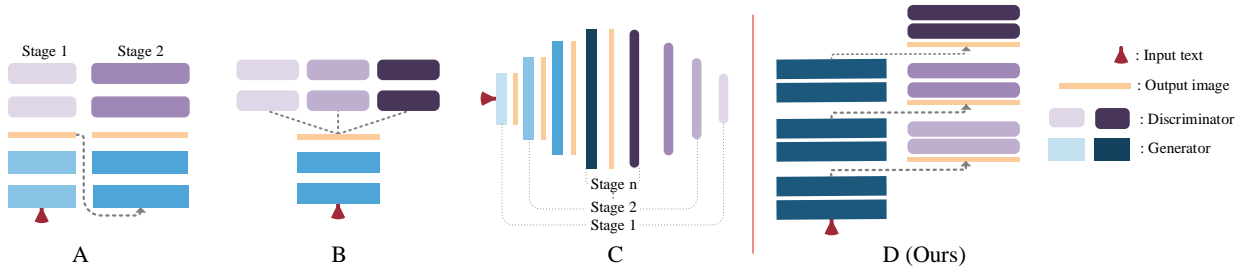 Stage 1
Stage 2
Stage n
Stage 2
Stage 1
: Input text
: Output image
: Discriminator
: Generator
A
B
C
D (Ours)